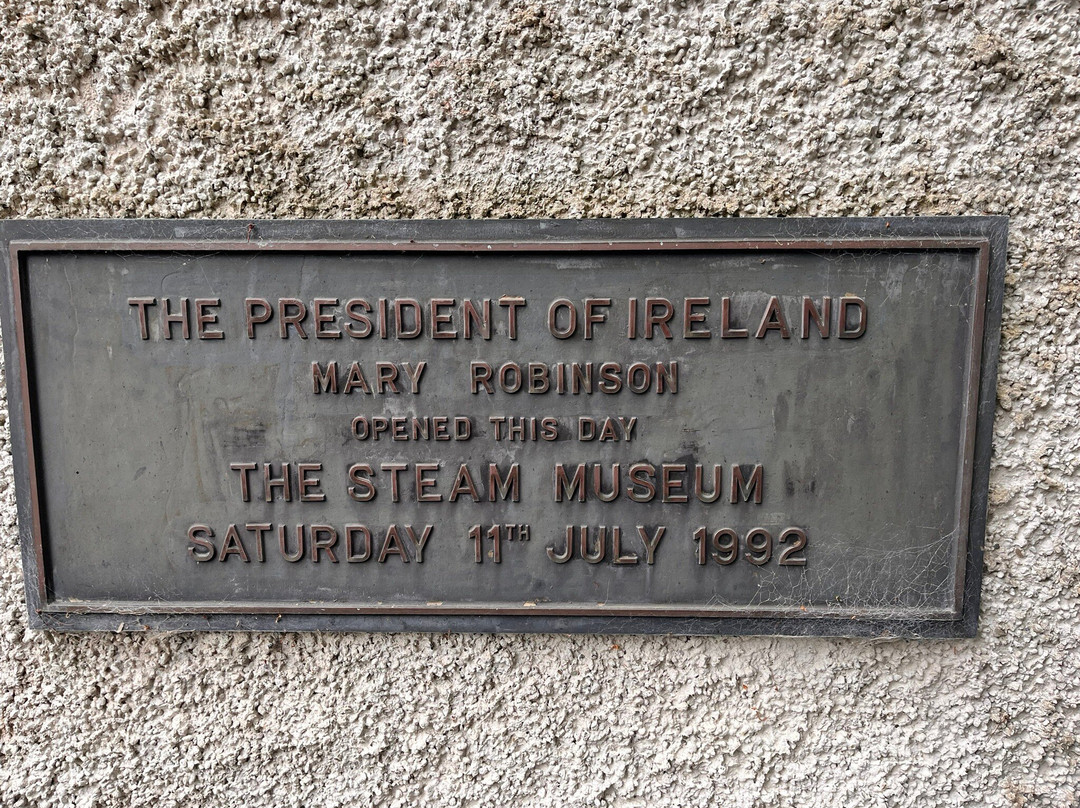 THE PRESIDENT OF IRELAND
MARY ROBINSON
OPENED THIS DAY
THE STEAM MUSEUM
SATURDAY 11TH JULY 1992